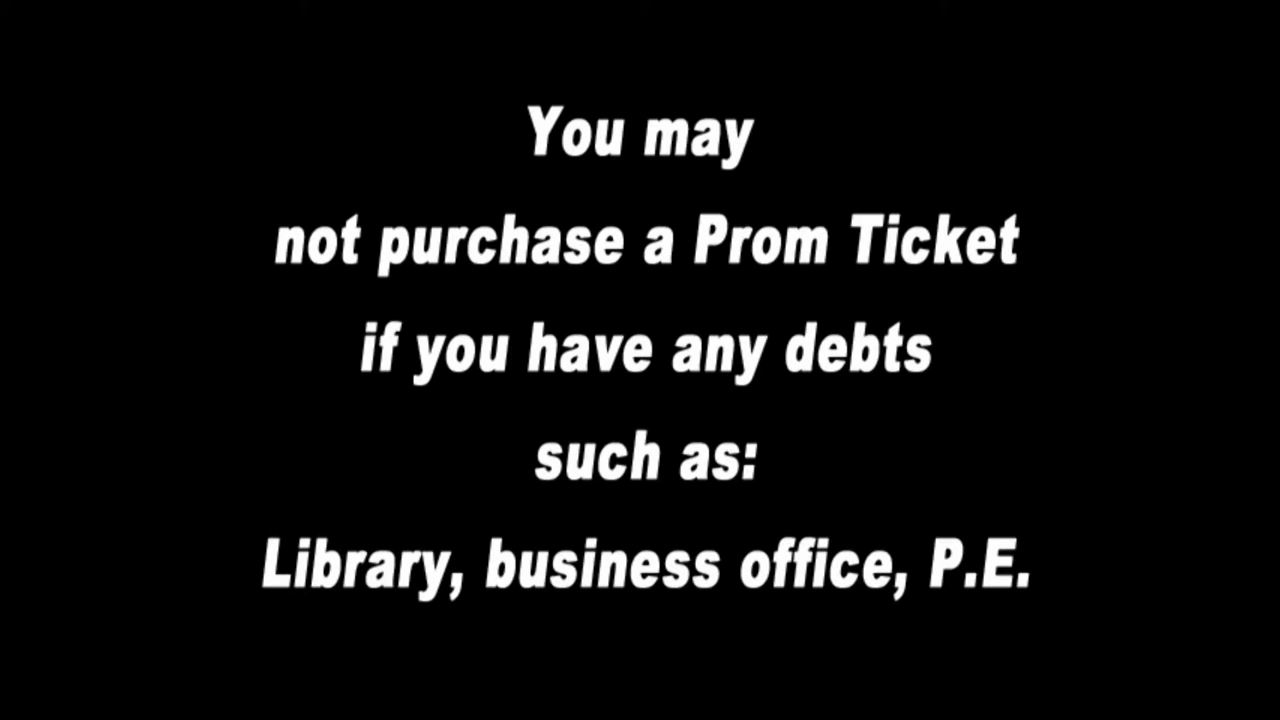 You may
not purchase a Prom Ticket
if you have any debts
such as:
Library, business office, P.E.